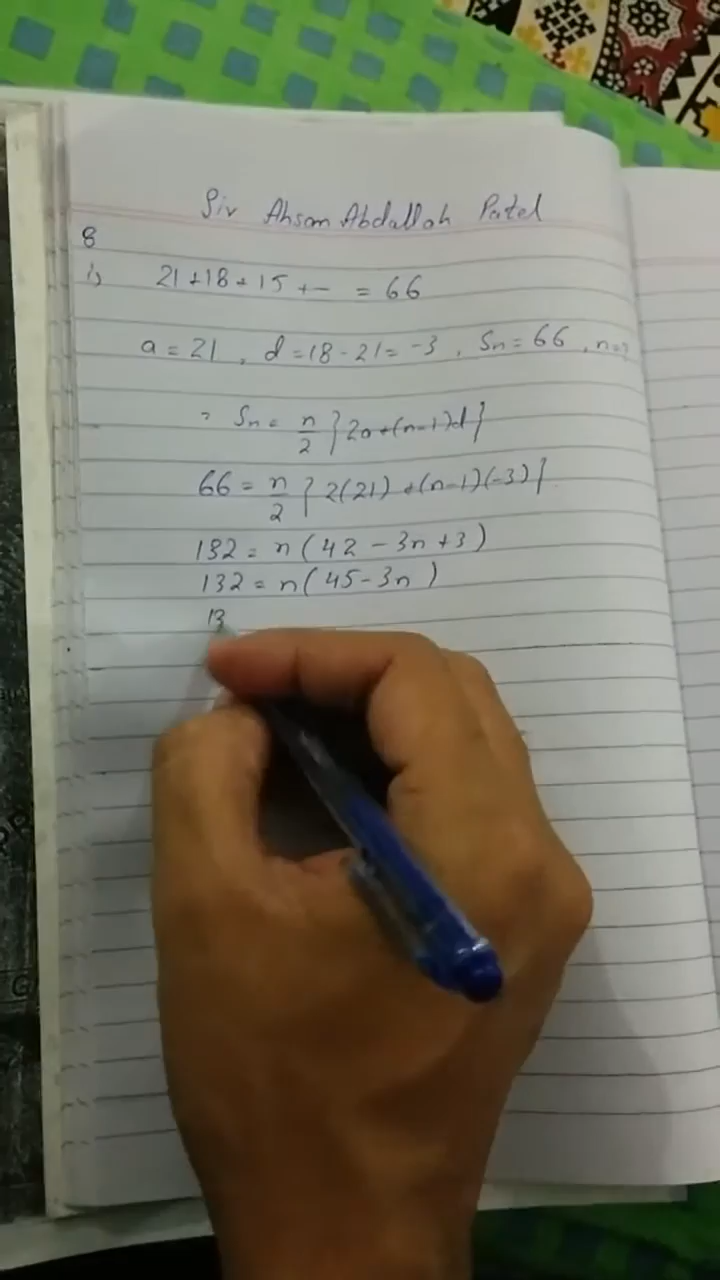 Sir Ahsan Abdallah Patel
8
i, 21 + 18 + 15 + - = 66
a = 21 , d = 18 - 21 = -3 , Sn = 66 , n = ?
= Sn = n/2 {2a + (n-1)d}
66 = n/2 {2(21) + (n-1)(-3)}
132 = n ( 42 - 3n + 3 )
132 = n ( 45 - 3n )
13